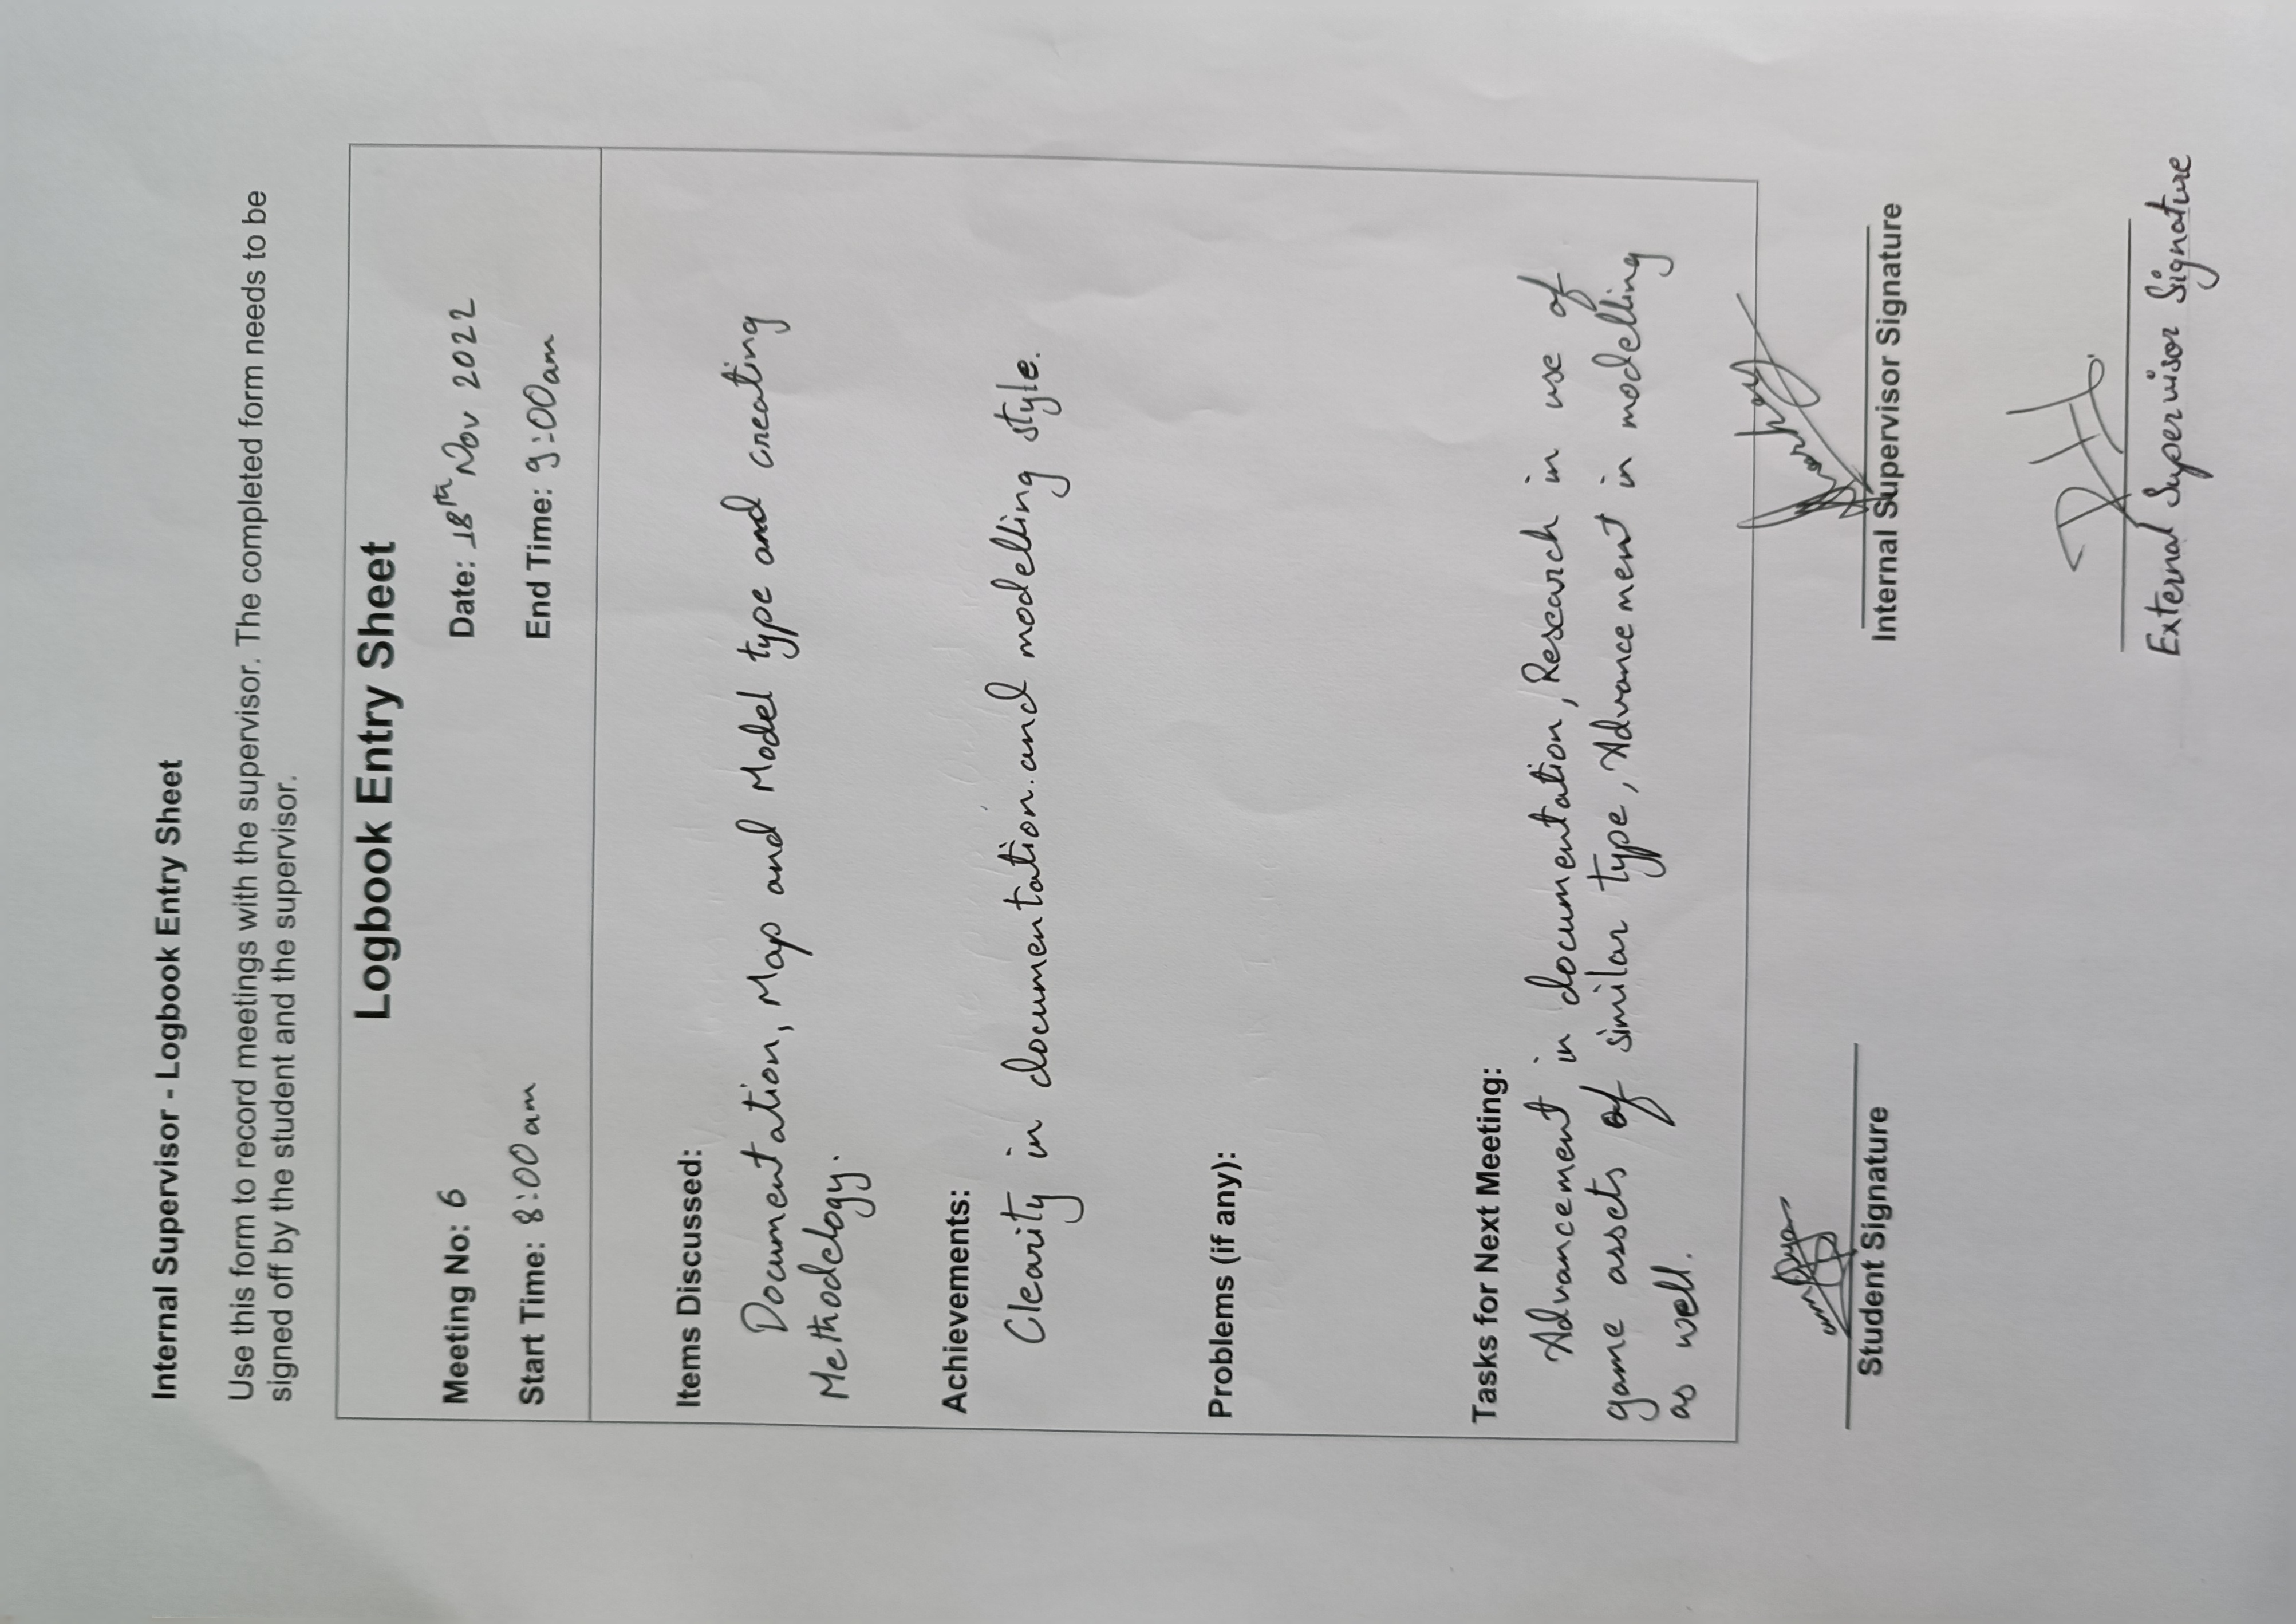 Internal Supervisor - Logbook Entry Sheet
Use this form to record meetings with the supervisor. The completed form needs to be
signed off by the student and the supervisor.
Logbook Entry Sheet
Meeting No: 6 Date: 18th Nov 2022
Start Time: 8:00 am End Time: 9:00 am
Items Discussed:
Documentation, Map and Model type and creating
Methodology.
Achievements:
Clearity in documentation.and modelling style.
Problems (if any):
Tasks for Next Meeting:
Advancement in documentation, Research in use of
game assets of similar type, Advancement in modelling
as well.
Student Signature Internal Supervisor Signature
External Supervisor Signature